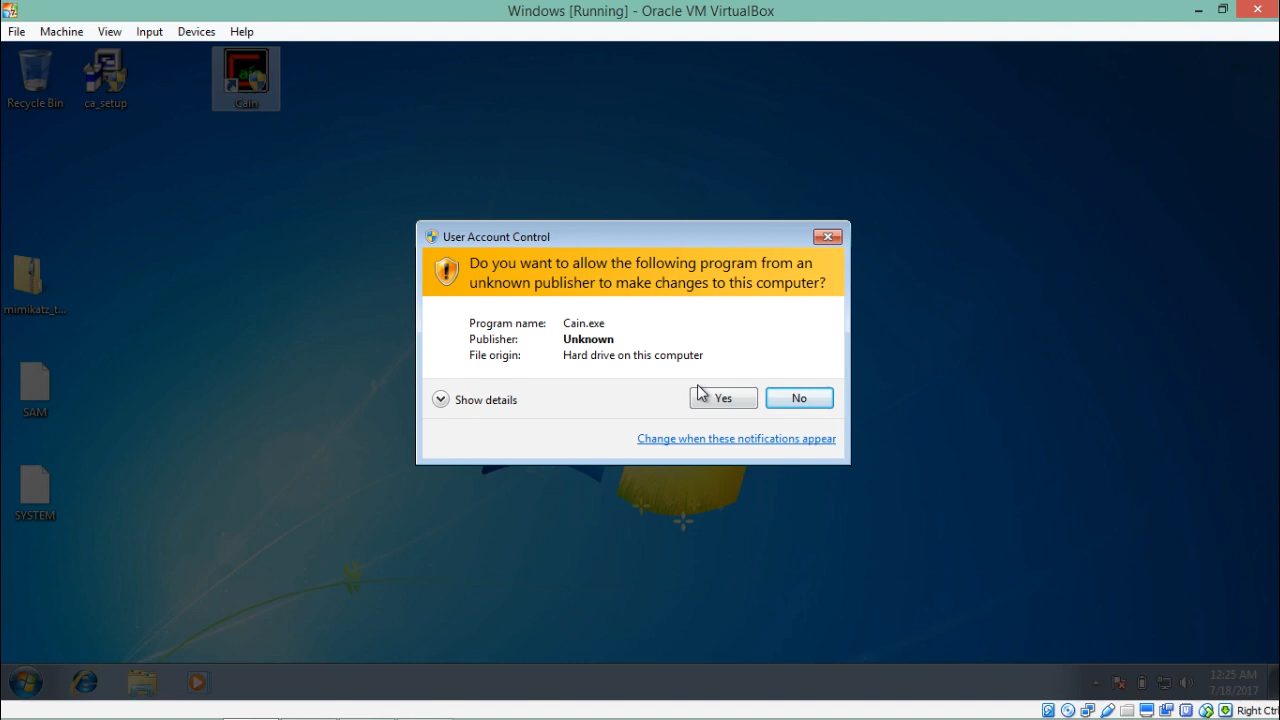 Windows [Running] - Oracle VM VirtualBox
File Machine View Input Devices Help
Recycle Bin
ca_setup
Cain
mimikatz_t...
SAM
SYSTEM
User Account Control
Do you want to allow the following program from an
unknown publisher to make changes to this computer?
Program name: Cain.exe
Publisher: Unknown
File origin: Hard drive on this computer
Show details
Yes
No
Change when these notifications appear
12:25 AM
7/18/2017
Right Ctrl